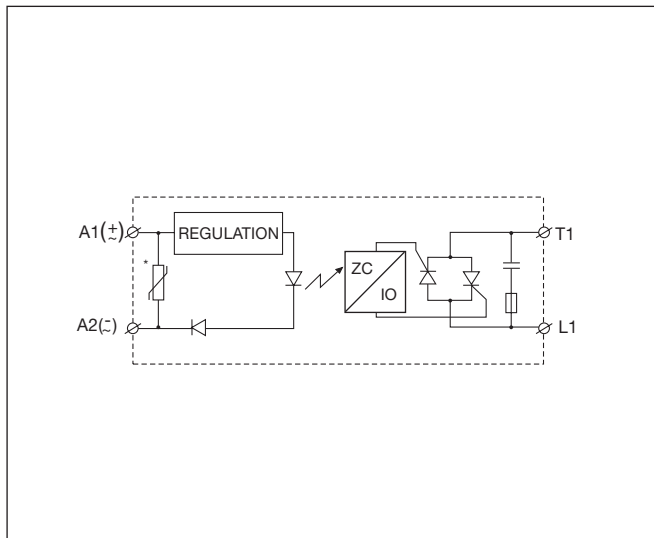 A1(±̰)
REGULATION
T1
*
ZC
IO
A2(-̰)
L1